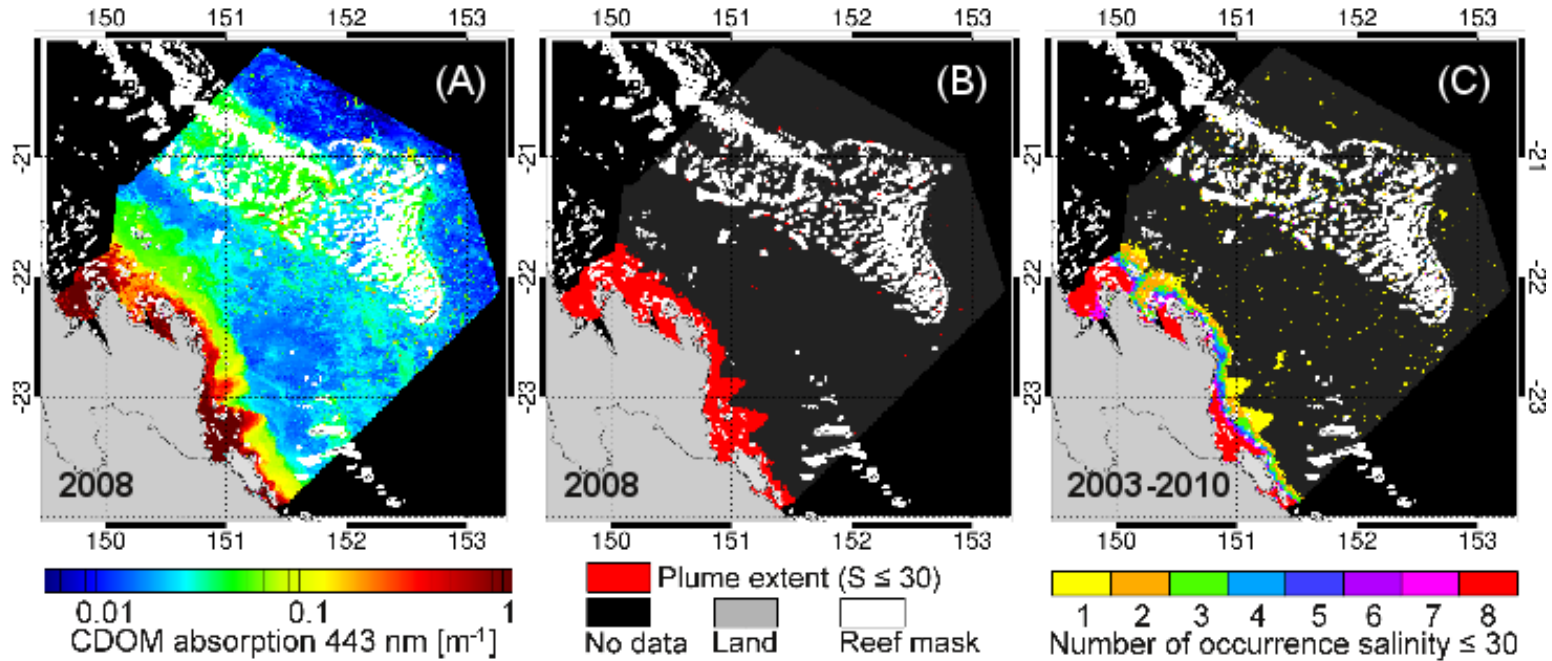 150 151 152 153 150 151 152 153 150 151 152 153
(A) (B) (C)
-21 -21 -21
-22 -22 -22
-23 -23 -23
2008 2008 2003-2010
150 151 152 153 150 151 152 153 150 151 152 153
0.01 0.1 1
CDOM absorption 443 nm [m⁻¹]
Plume extent (S ≤ 30)
No data Land Reef mask
1 2 3 4 5 6 7 8
Number of occurrence salinity ≤ 30